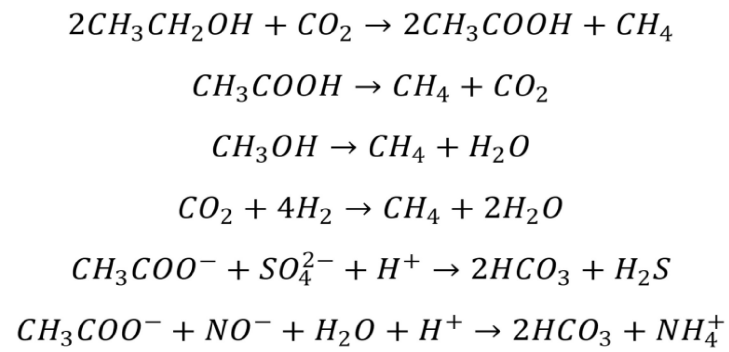 2CH₃CH₂OH + CO₂ → 2CH₃COOH + CH₄
CH₃COOH → CH₄ + CO₂
CH₃OH → CH₄ + H₂O
CO₂ + 4H₂ → CH₄ + 2H₂O
CH₃COO⁻ + SO₄²⁻ + H⁺ → 2HCO₃ + H₂S
CH₃COO⁻ + NO⁻ + H₂O + H⁺ → 2HCO₃ + NH₄⁺